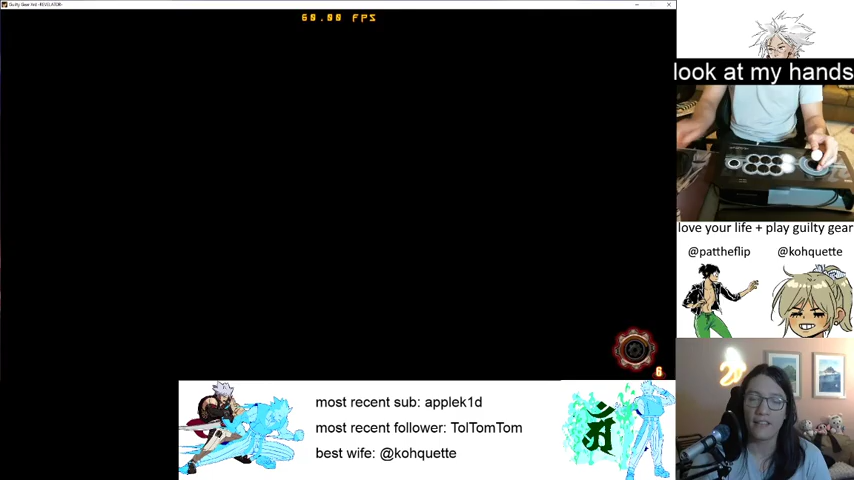 Guilty Gear Xrd -REVELATOR-
60.00 FPS
look at my hands
love your life + play guilty gear
@pattheflip @kohquette
6
most recent sub: applek1d
most recent follower: TolTomTom
best wife: @kohquette